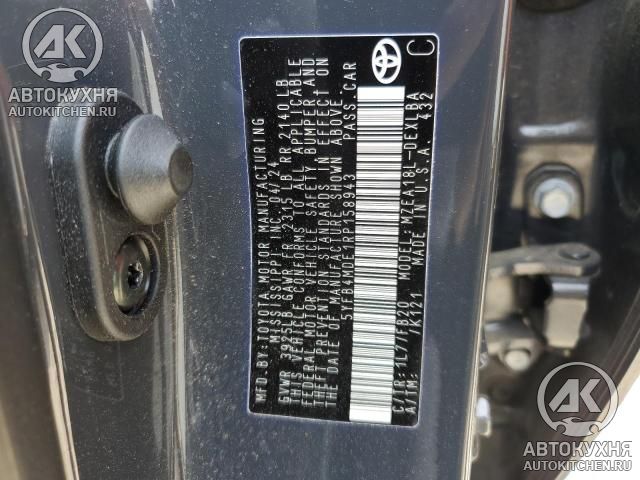 АВТОКУХНЯ
AUTOKITCHEN.RU
MFD. BY: TOYOTA MOTOR MANUFACTURING
MISSISSIPPI INC. 04/24
GVWR 3925LB GAWR FR 2315 LB RR 2140 LB
THIS VEHICLE CONFORMS TO ALL APPLICABLE
FEDERAL MOTOR VEHICLE SAFETY, BUMPER AND
THEFT PREVENTION STANDARDS IN EFFECT ON
THE DATE OF MANUFACTURE SHOWN ABOVE.
5YFB4MDE1RP158943 PASS. CAR
C/TR: 1L7/FB20 MODEL: MZEA18L-DEXLBA
A/TM: /K121 MADE IN U.S.A. 432
C
АВТОКУХНЯ
AUTOKITCHEN.RU